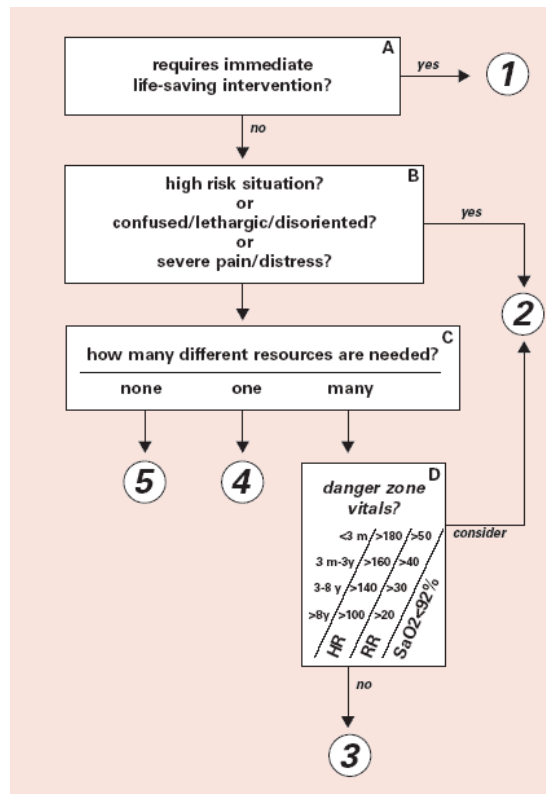 A
requires immediate
life-saving intervention?
yes
1
no
B
high risk situation?
or
confused/lethargic/disoriented?
or
severe pain/distress?
yes
2
C
how many different resources are needed?
none one many
5 4
D
danger zone
vitals?
consider
<3 m >180 >50
3 m-3y >160 >40
3-8 y >140 >30
>8y >100 >20
HR RR SaO2<92%
no
3